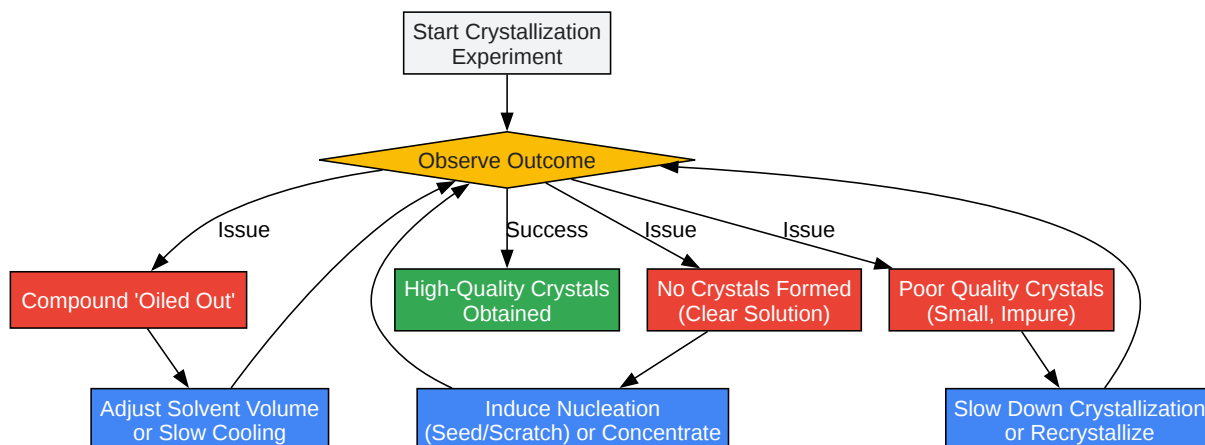 Start Crystallization
Experiment
Observe Outcome
Issue
Success
Issue
Issue
Compound 'Oiled Out'
High-Quality Crystals
Obtained
No Crystals Formed
(Clear Solution)
Poor Quality Crystals
(Small, Impure)
Adjust Solvent Volume
or Slow Cooling
Induce Nucleation
(Seed/Scratch) or Concentrate
Slow Down Crystallization
or Recrystallize